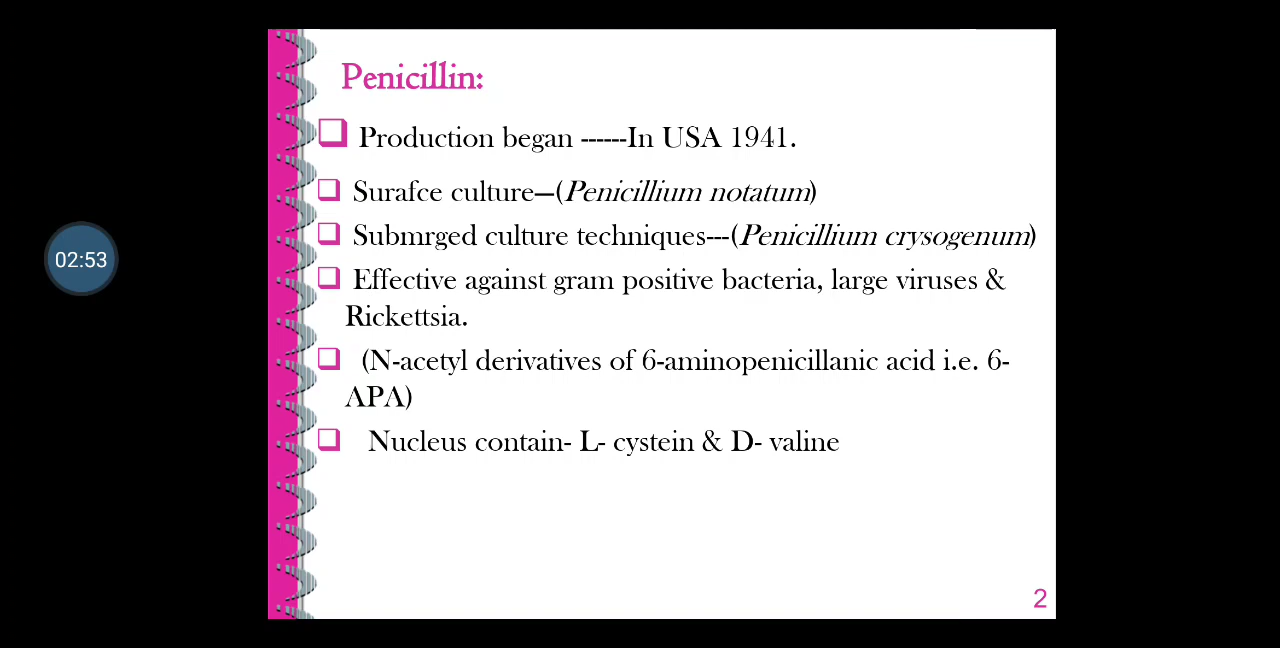 Penicillin:
Production began ------In USA 1941.
Surafce culture–(Penicillium notatum)
02:53
Submrged culture techniques---(Penicillium crysogenum)
Effective against gram positive bacteria, large viruses &
Rickettsia.
(N-acetyl derivatives of 6-aminopenicillanic acid i.e. 6-
APA)
Nucleus contain- L- cystein & D- valine
2